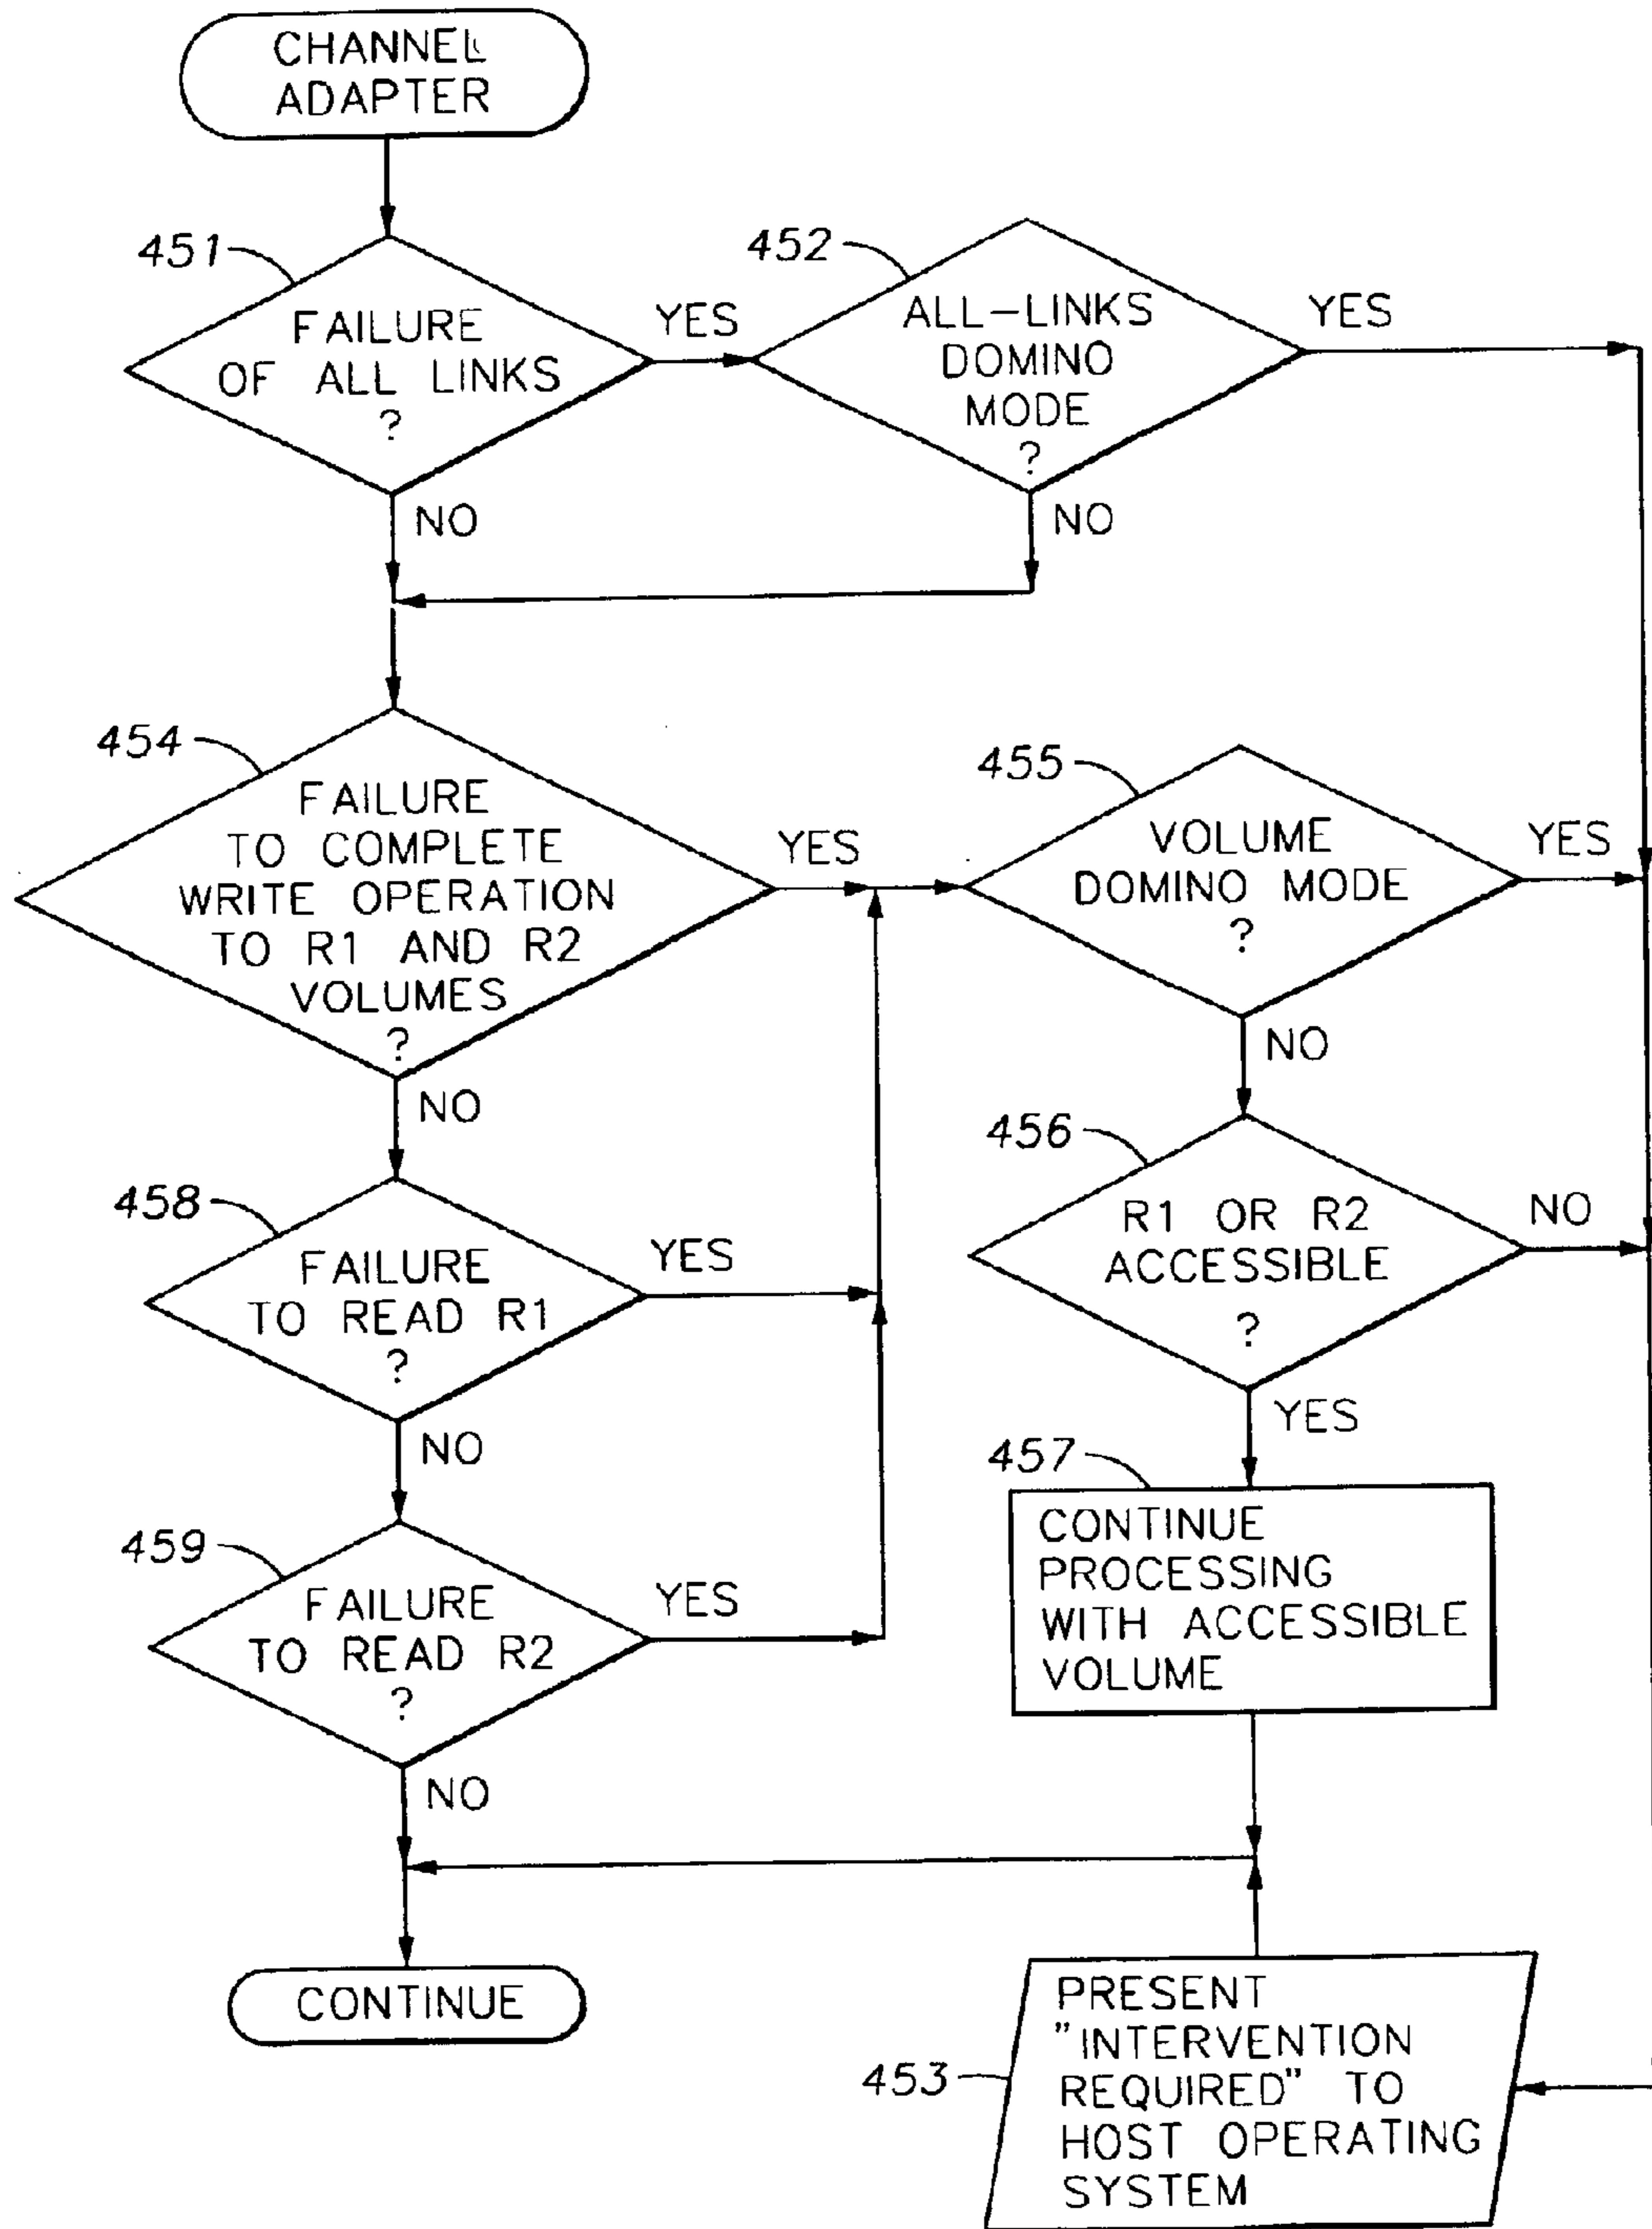 CHANNEL
ADAPTER
451
FAILURE
OF ALL LINKS
?
YES
NO
452
ALL-LINKS
DOMINO
MODE
?
YES
NO
454
FAILURE
TO COMPLETE
WRITE OPERATION
TO R1 AND R2
VOLUMES
?
YES
NO
455
VOLUME
DOMINO MODE
?
YES
NO
456
R1 OR R2
ACCESSIBLE
?
NO
YES
458
FAILURE
TO READ R1
?
YES
NO
457
CONTINUE
PROCESSING
WITH ACCESSIBLE
VOLUME
459
FAILURE
TO READ R2
?
YES
NO
CONTINUE
453
PRESENT
"INTERVENTION
REQUIRED" TO
HOST OPERATING
SYSTEM